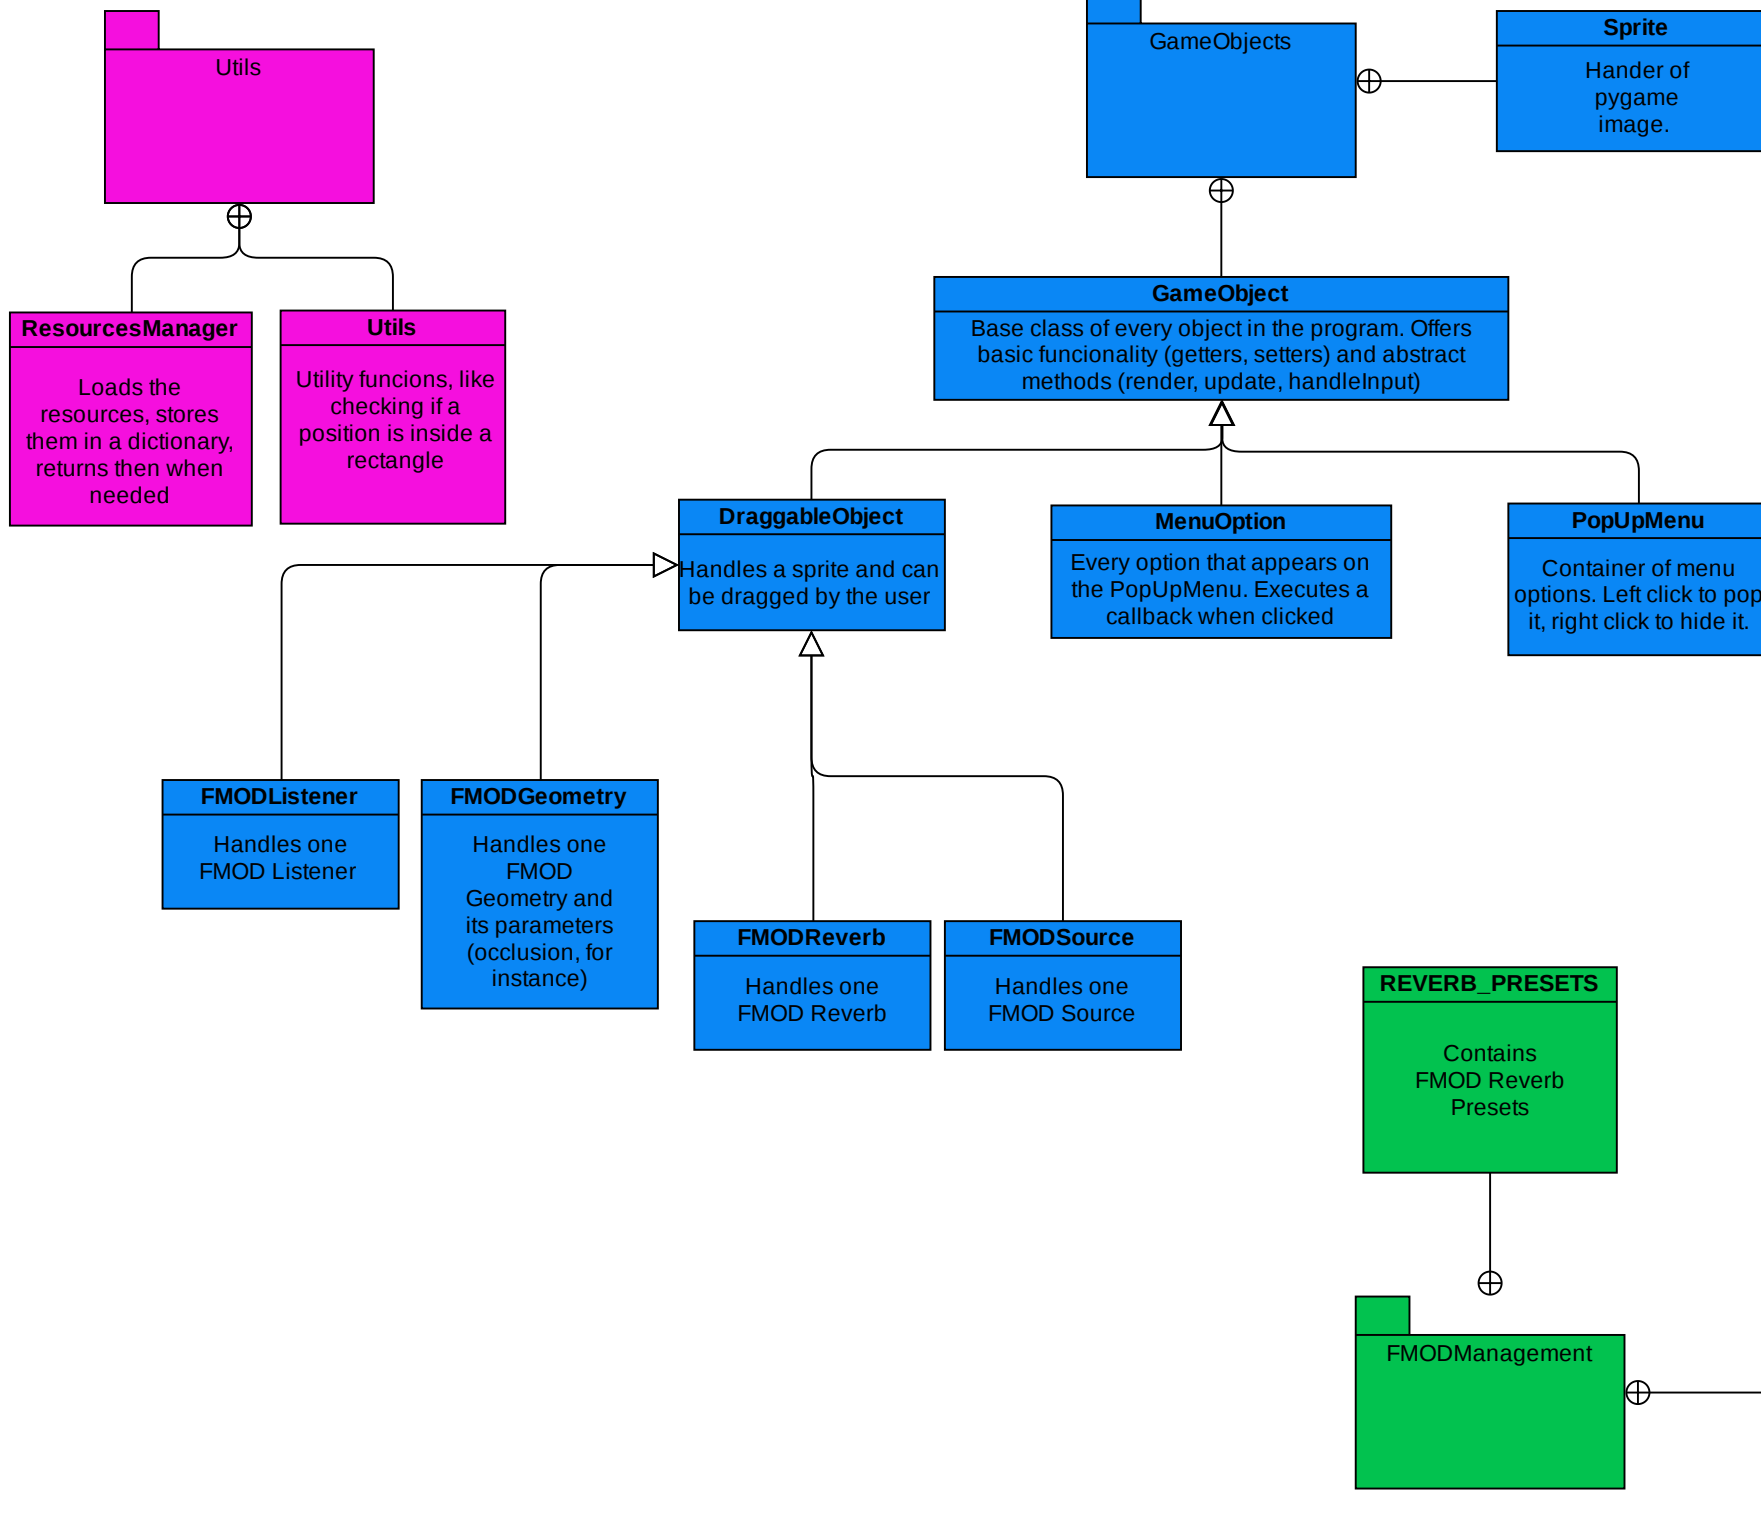 Utils
ResourcesManager
Loads the
resources, stores
them in a dictionary,
returns then when
needed
Utils
Utility funcions, like
checking if a
position is inside a
rectangle
GameObjects
Sprite
Hander of
pygame
image.
GameObject
Base class of every object in the program. Offers
basic funcionality (getters, setters) and abstract
methods (render, update, handleInput)
DraggableObject
Handles a sprite and can
be dragged by the user
MenuOption
Every option that appears on
the PopUpMenu. Executes a
callback when clicked
PopUpMenu
Container of menu
options. Left click to pop
it, right click to hide it.
FMODListener
Handles one
FMOD Listener
FMODGeometry
Handles one
FMOD
Geometry and
its parameters
(occlusion, for
instance)
FMODReverb
Handles one
FMOD Reverb
FMODSource
Handles one
FMOD Source
REVERB_PRESETS
Contains
FMOD Reverb
Presets
FMODManagement